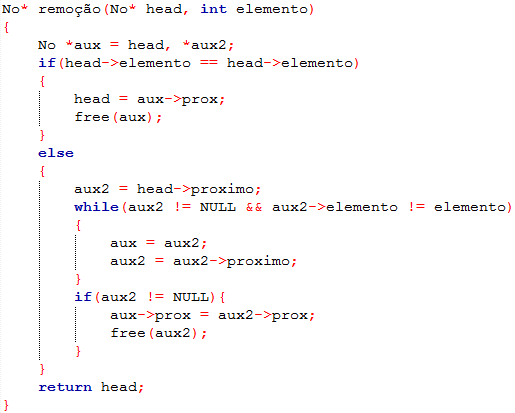 No* remoção(No* head, int elemento)
{
    No *aux = head, *aux2;
    if(head->elemento == head->elemento)
    {
        head = aux->prox;
        free(aux);
    }
    else
    {
        aux2 = head->proximo;
        while(aux2 != NULL && aux2->elemento != elemento)
        {
            aux = aux2;
            aux2 = aux2->proximo;
        }
        if(aux2 != NULL){
            aux->prox = aux2->prox;
            free(aux2);
        }
    }
    return head;
}